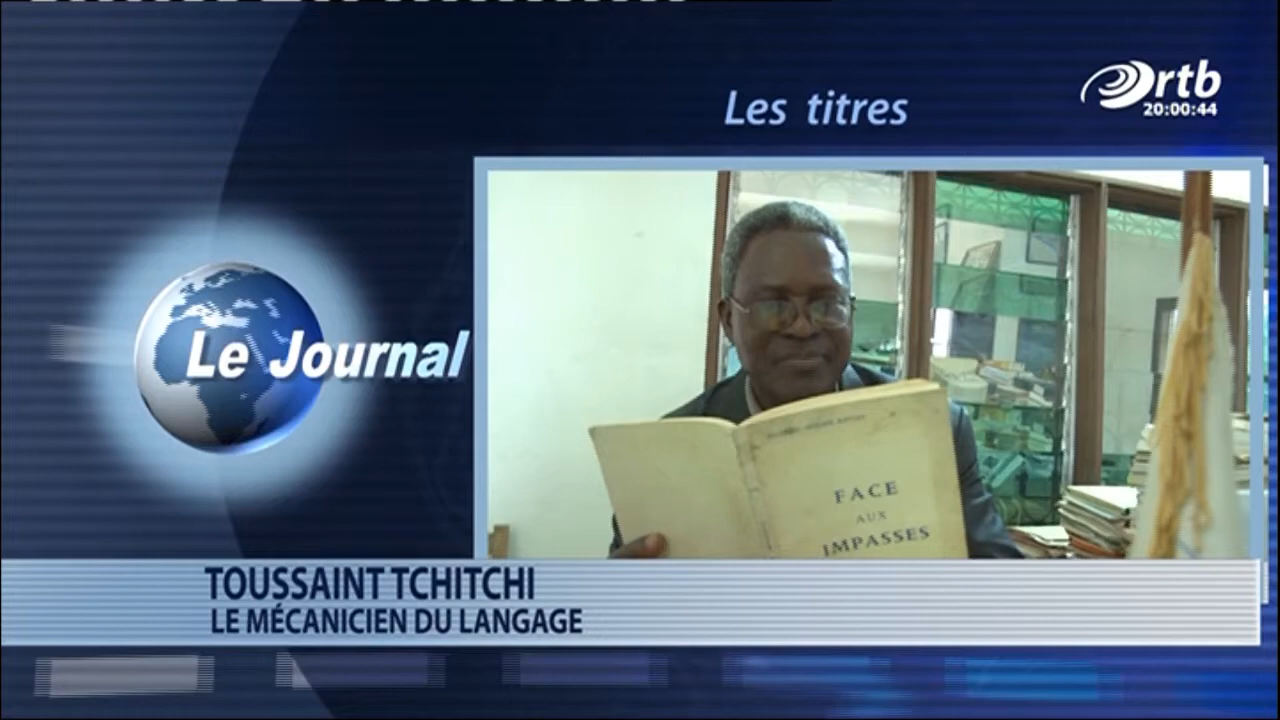 Les titres
ortb
20:00:44
Le Journal
FACE
AUX
IMPASSES
TOUSSAINT TCHITCHI
LE MÉCANICIEN DU LANGAGE